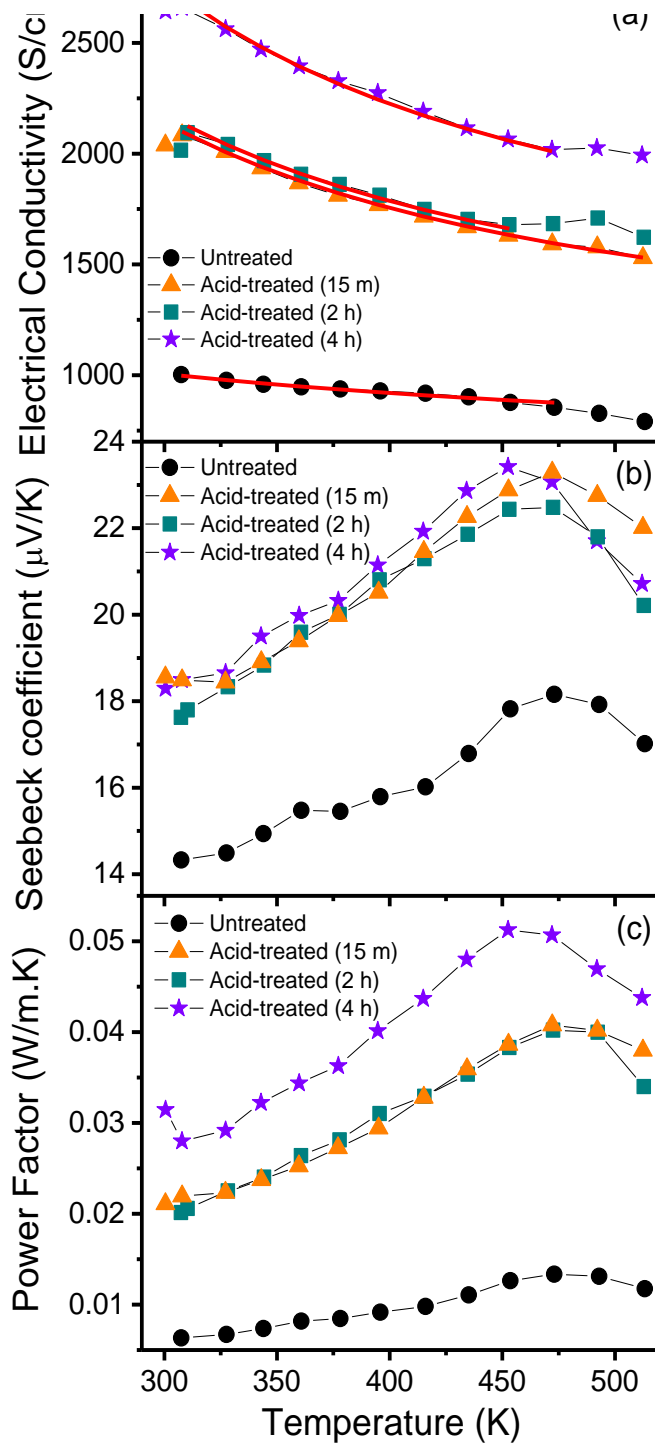 (a)
Electrical Conductivity (S/c
2500
2000
1500
1000
Untreated
Acid-treated (15 m)
Acid-treated (2 h)
Acid-treated (4 h)
(b)
Seebeck coefficient (μV/K)
24
22
20
18
16
14
Untreated
Acid-treated (15 m)
Acid-treated (2 h)
Acid-treated (4 h)
(c)
Power Factor (W/m.K)
0.05
0.04
0.03
0.02
0.01
Untreated
Acid-treated (15 m)
Acid-treated (2 h)
Acid-treated (4 h)
300 350 400 450 500
Temperature (K)